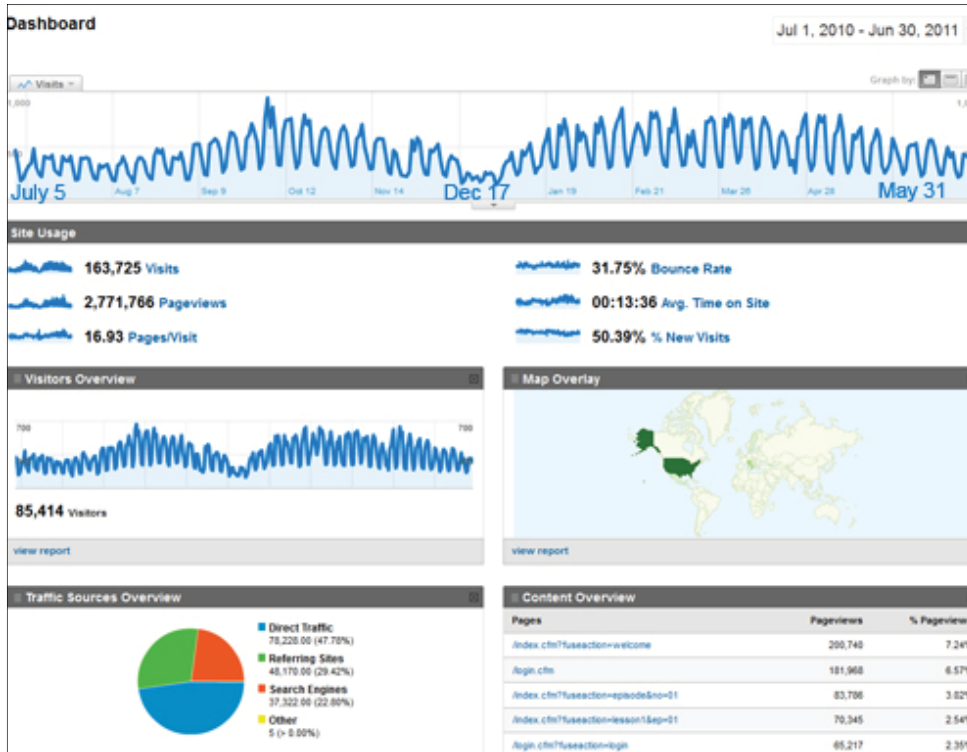 Dashboard
Jul 1, 2010 - Jun 30, 2011
Visits
Graph by:
1,000
July 5
Aug 7
Sep 9
Oct 12
Nov 14
Dec 17
Jan 19
Feb 21
Mar 26
Apr 28
May 31
Site Usage
163,725 Visits
31.75% Bounce Rate
2,771,766 Pageviews
00:13:36 Avg. Time on Site
16.93 Pages/Visit
50.39% % New Visits
Visitors Overview
Map Overlay
700
700
85,414 Visitors
view report
view report
Traffic Sources Overview
Content Overview
Direct Traffic
78,228.00 (47.78%)
Referring Sites
48,170.00 (29.42%)
Search Engines
37,322.00 (22.80%)
Other
5 (> 0.00%)
Pages Pageviews % Pageview
/index.cfm?fuseaction=welcome 200,740 7.24%
/login.cfm 181,968 6.57%
/index.cfm?fuseaction=episode&no=01 83,786 3.02%
/index.cfm?fuseaction=lesson1&ep=01 70,345 2.54%
/login.cfm?fuseaction=login 65,217 2.35%